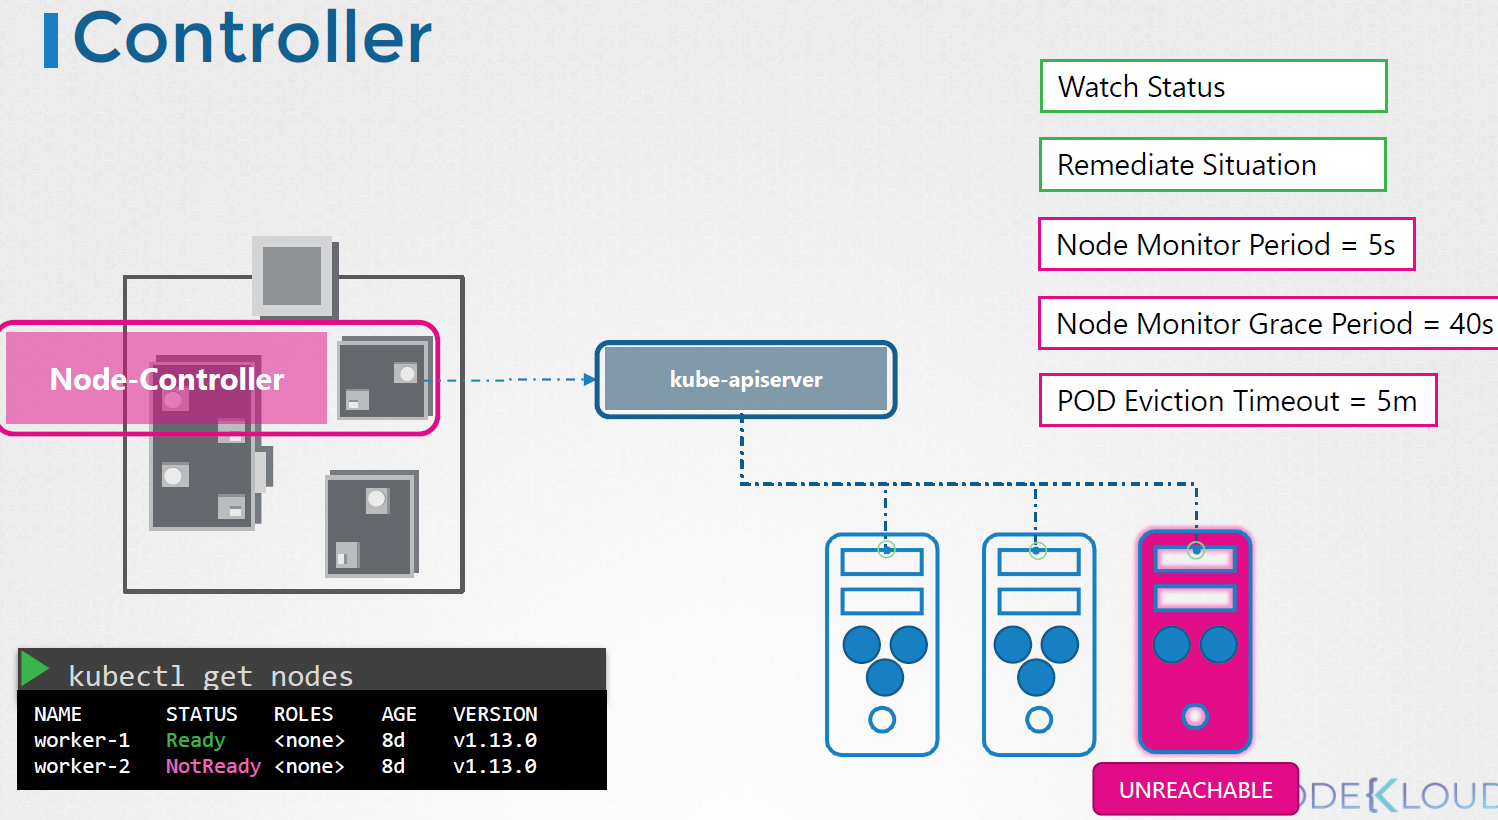 Controller
Watch Status
Remediate Situation
Node Monitor Period = 5s
Node Monitor Grace Period = 40s
POD Eviction Timeout = 5m
Node-Controller
kube-apiserver
kubectl get nodes
NAME STATUS ROLES AGE VERSION
worker-1 Ready <none> 8d v1.13.0
worker-2 NotReady <none> 8d v1.13.0
UNREACHABLE
ODEKLOUD